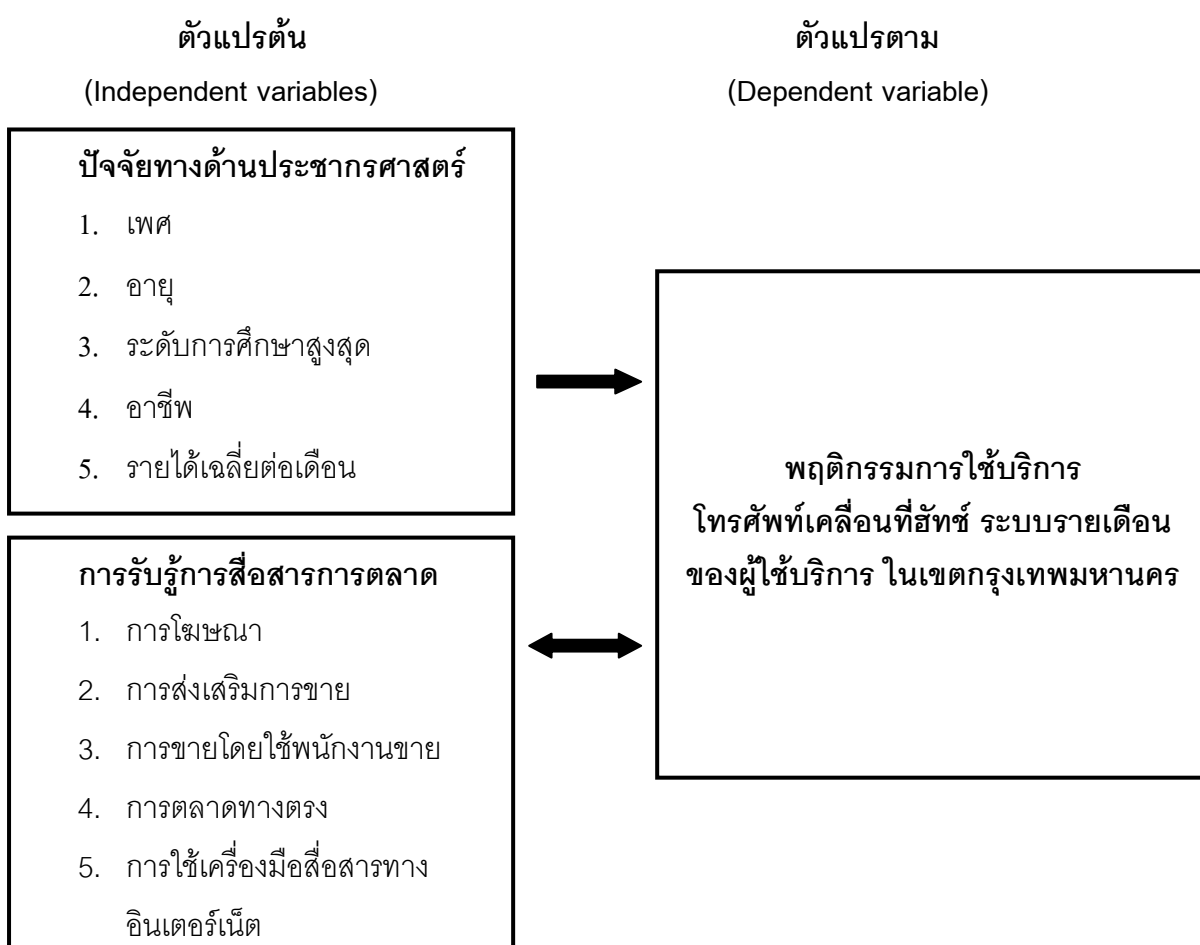 ตัวแปรต้น
(Independent variables)
ตัวแปรตาม
(Dependent variable)
ปัจจัยทางด้านประชากรศาสตร์
1. เพศ
2. อายุ
3. ระดับการศึกษาสูงสุด
4. อาชีพ
5. รายได้เฉลี่ยต่อเดือน
การรับรู้การสื่อสารการตลาด
1. การโฆษณา
2. การส่งเสริมการขาย
3. การขายโดยใช้พนักงานขาย
4. การตลาดทางตรง
5. การใช้เครื่องมือสื่อสารทาง
อินเตอร์เน็ต
พฤติกรรมการใช้บริการ
โทรศัพท์เคลื่อนที่ฮัทช์ ระบบรายเดือน
ของผู้ใช้บริการ ในเขตกรุงเทพมหานคร